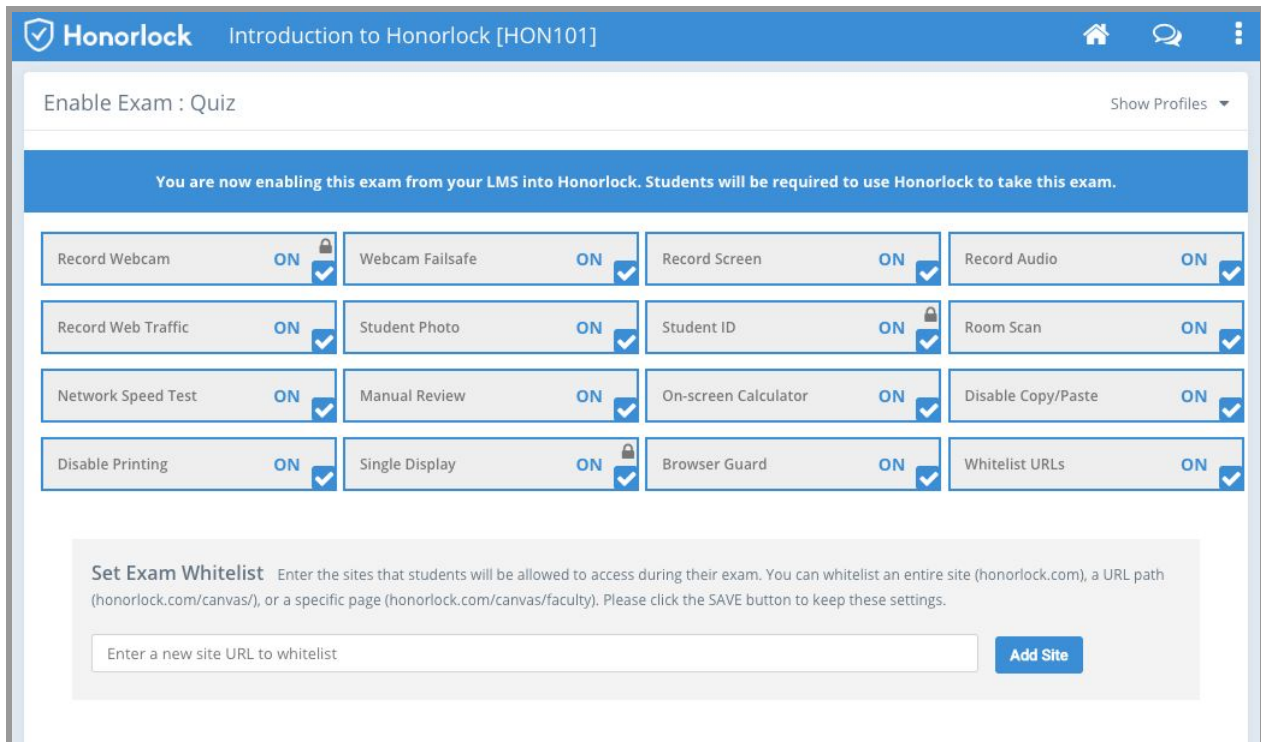 Honorlock Introduction to Honorlock [HON101]
Enable Exam : Quiz Show Profiles
You are now enabling this exam from your LMS into Honorlock. Students will be required to use Honorlock to take this exam.
Record Webcam ON Webcam Failsafe ON Record Screen ON Record Audio ON
Record Web Traffic ON Student Photo ON Student ID ON Room Scan ON
Network Speed Test ON Manual Review ON On-screen Calculator ON Disable Copy/Paste ON
Disable Printing ON Single Display ON Browser Guard ON Whitelist URLs ON
Set Exam Whitelist Enter the sites that students will be allowed to access during their exam. You can whitelist an entire site (honorlock.com), a URL path
(honorlock.com/canvas/), or a specific page (honorlock.com/canvas/faculty). Please click the SAVE button to keep these settings.
Enter a new site URL to whitelist Add Site